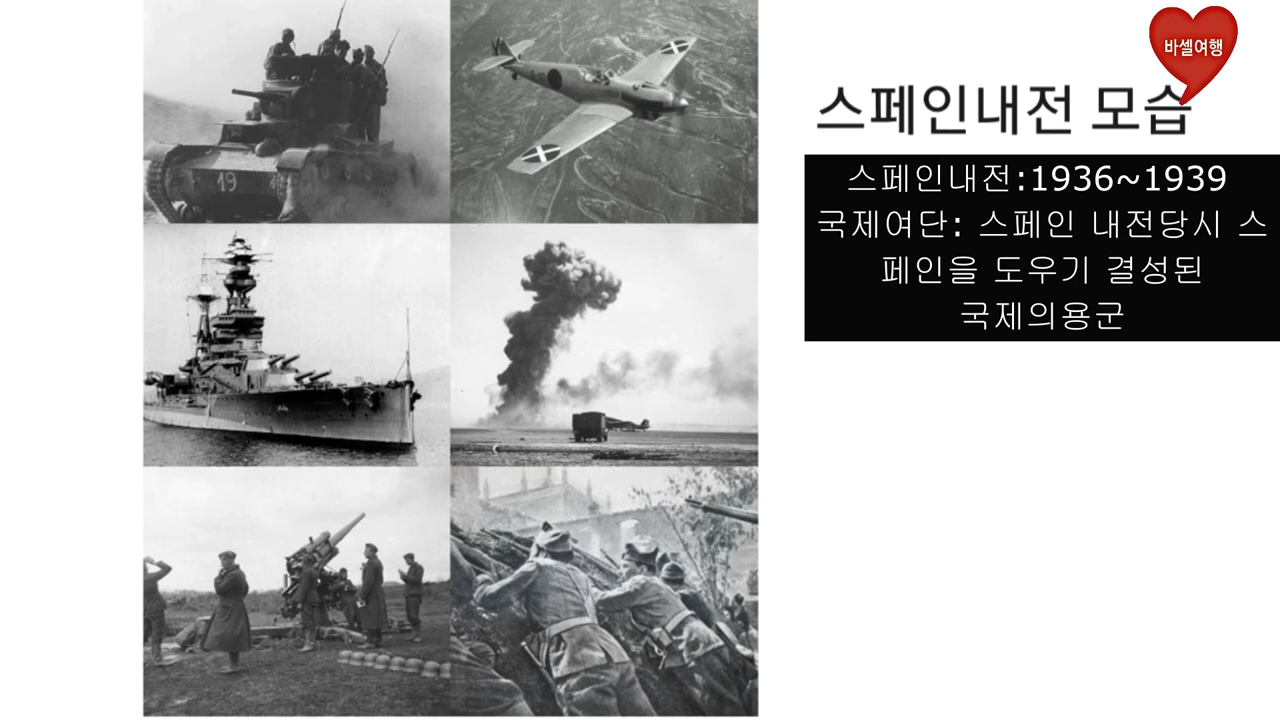 바셀여행
스페인내전 모습
스페인내전:1936~1939
국제여단: 스페인 내전당시 스
페인을 도우기 결성된
국제의용군
19